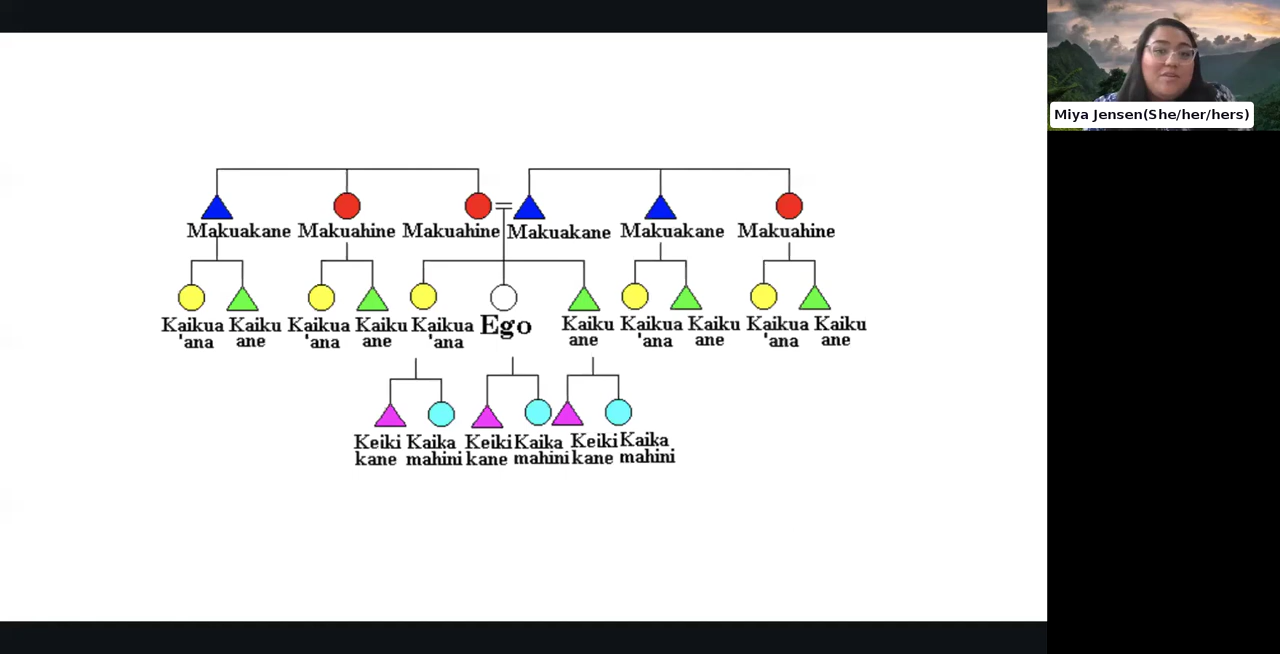 Miya Jensen(She/her/hers)
Makuakane Makuahine Makuahine Makuakane Makuakane Makuahine
Kaikua Kaiku Kaikua Kaiku Kaikua Ego Kaiku Kaikua Kaiku Kaikua Kaiku
'ana ane 'ana ane 'ana ane 'ana ane 'ana ane
Keiki Kaika Keiki Kaika Keiki Kaika
kane mahini kane mahini kane mahini